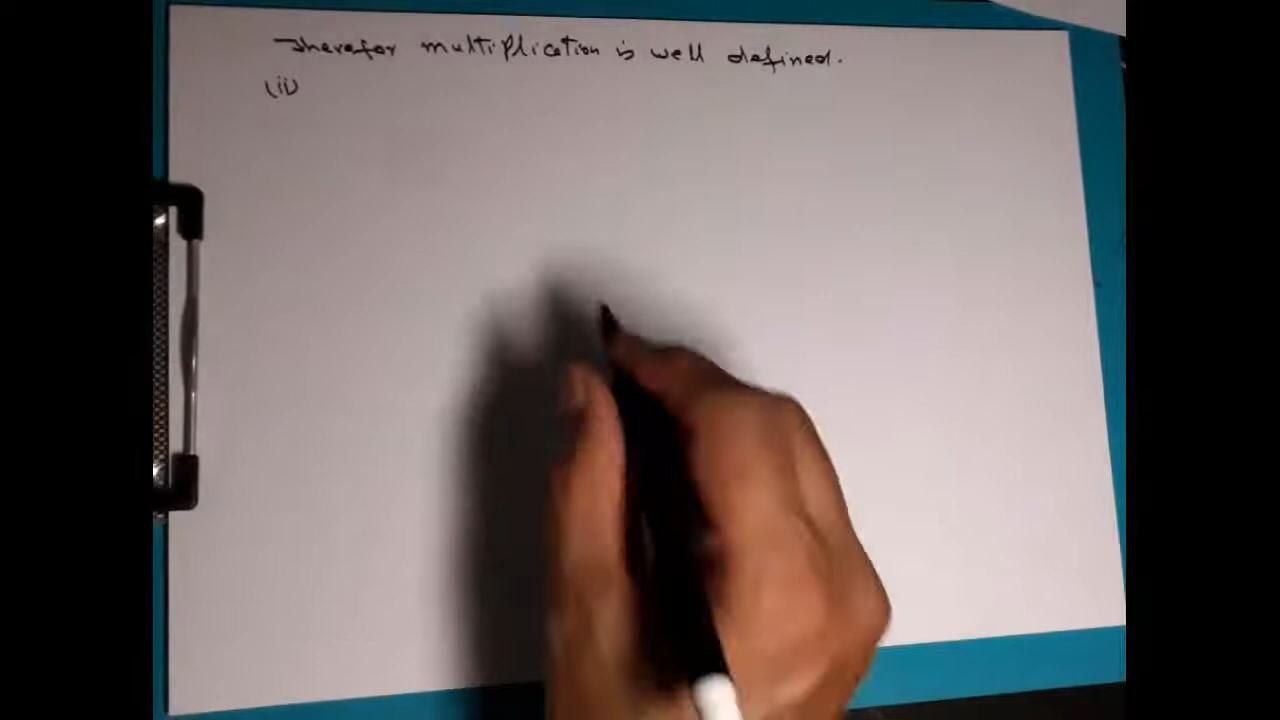 Therefor multiplication is well defined.
(ii)